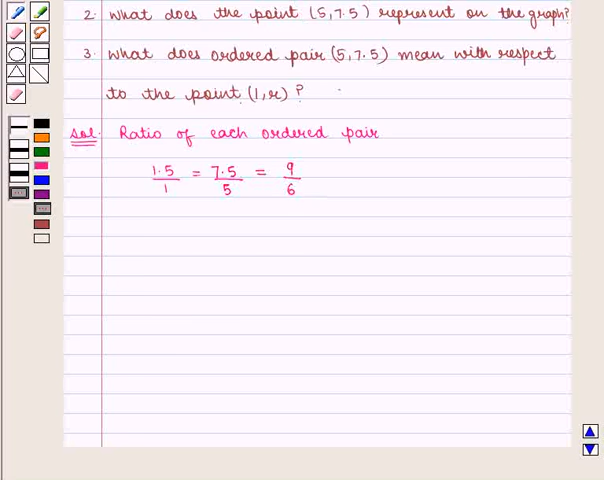 2. What does the point (5,7.5) represent on the graph?
3. What does ordered pair (5,7.5) mean with respect
to the point (1,r)?
Sol. Ratio of each ordered pair
1.5/1 = 7.5/5 = 9/6